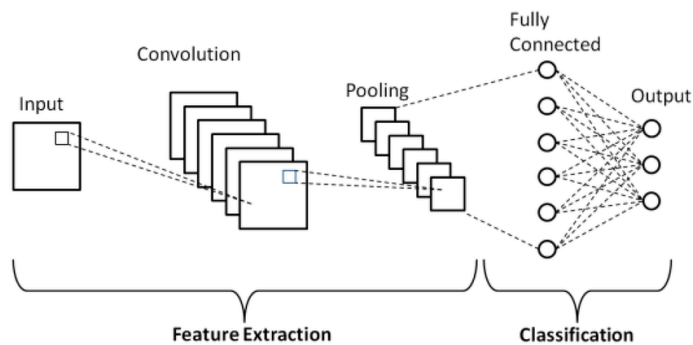 Input
Convolution
Pooling
Fully
Connected
Output
Feature Extraction
Classification